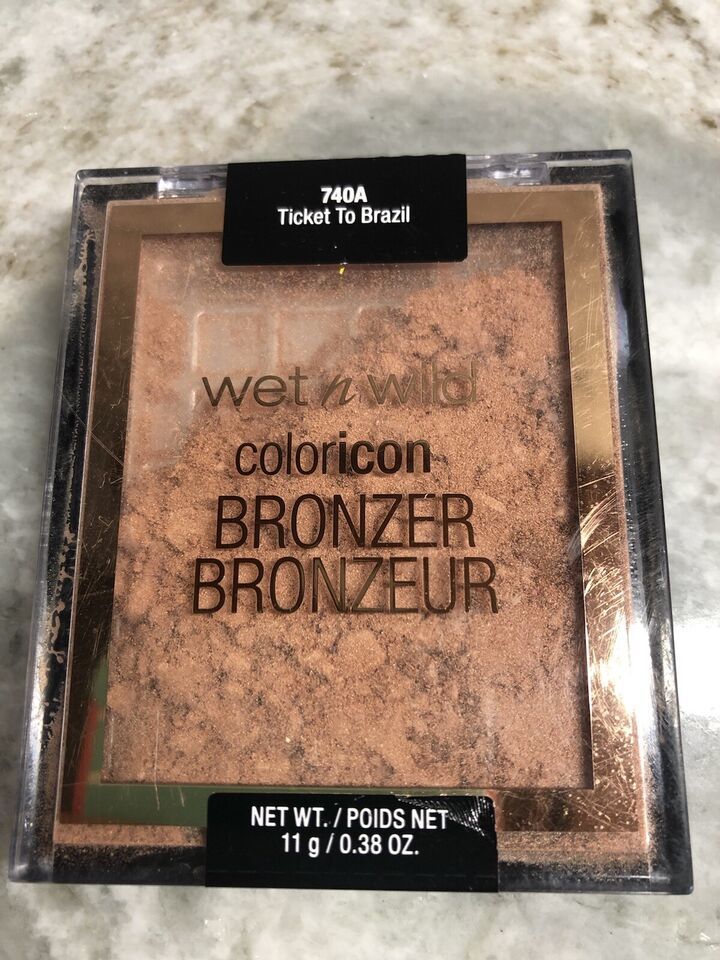 740A
Ticket To Brazil
wet n wild
coloricon
BRONZER
BRONZEUR
NET WT. / POIDS NET
11 g / 0.38 OZ.